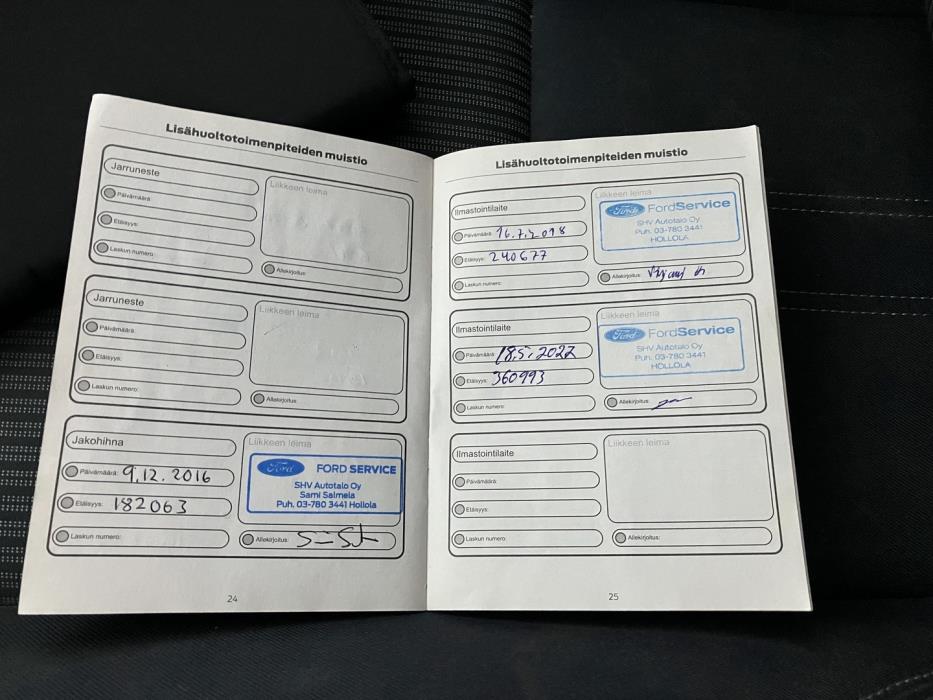 Lisähuoltotoimenpiteiden muistio
Jarruneste
Päivämäärä:
Etäisyys:
Laskun numero:
Liikkeen leima
Allekirjoitus:
Jarruneste
Päivämäärä:
Etäisyys:
Laskun numero:
Liikkeen leima
Allekirjoitus:
Jakohihna
Päivämäärä: 9.12.2016
Etäisyys: 182063
Laskun numero:
Liikkeen leima
Ford FORD SERVICE
SHV Autotalo Oy
Sami Salmela
Puh. 03-780 3441 Hollola
Allekirjoitus:
24
Lisähuoltotoimenpiteiden muistio
Ilmastointilaite
Päivämäärä: 16.7.2018
Etäisyys: 240677
Laskun numero:
Liikkeen leima
Ford FordService
SHV Autotalo Oy
Puh. 03-780 3441
HOLLOLA
Allekirjoitus:
Ilmastointilaite
Päivämäärä: 18.5.2022
Etäisyys: 360993
Laskun numero:
Liikkeen leima
Ford FordService
SHV Autotalo Oy
Puh. 03-780 3441
HOLLOLA
Allekirjoitus:
Ilmastointilaite
Päivämäärä:
Etäisyys:
Laskun numero:
Liikkeen leima
Allekirjoitus:
25